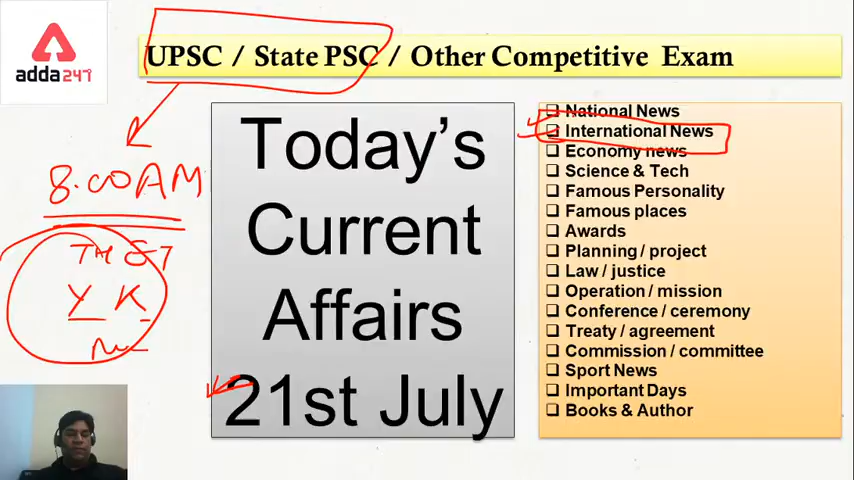 adda247
UPSC / State PSC / Other Competitive Exam
8.00 AM
Y K
Today's
Current
Affairs
21st July
National News
International News
Economy news
Science & Tech
Famous Personality
Famous places
Awards
Planning / project
Law / justice
Operation / mission
Conference / ceremony
Treaty / agreement
Commission / committee
Sport News
Important Days
Books & Author